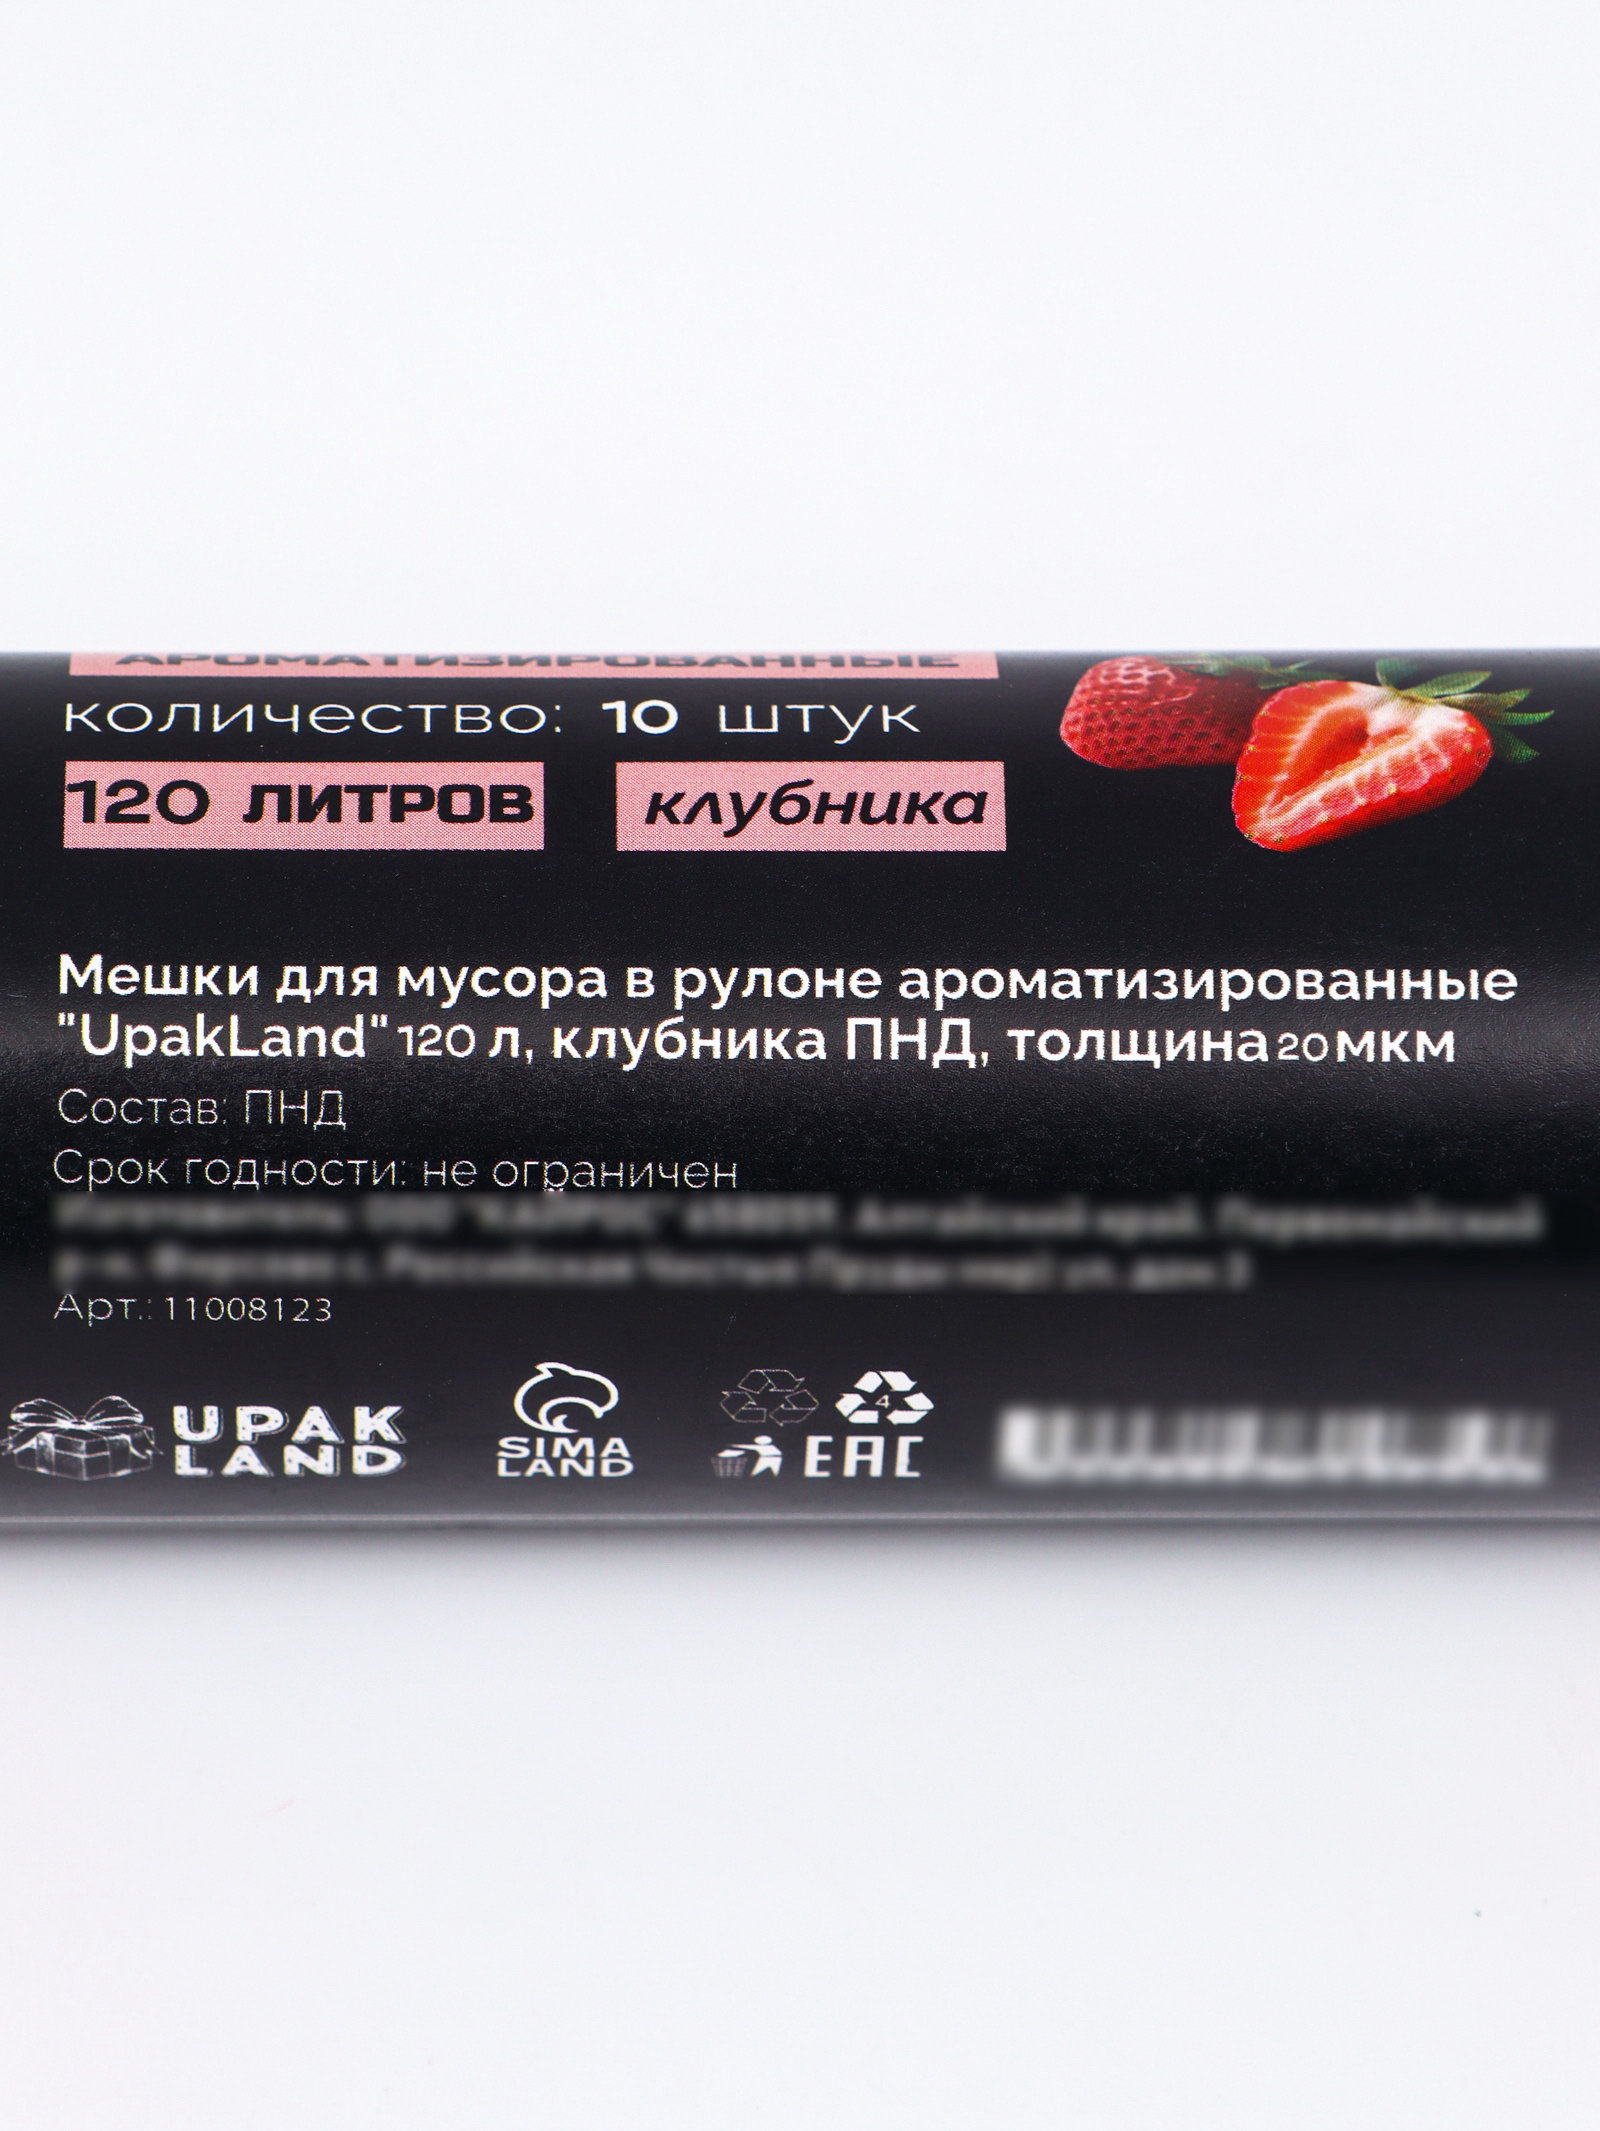 АРОМАТИЗИРОВАННЫЕ
количество: 10 штук
120 ЛИТРОВ клубника
Мешки для мусора в рулоне ароматизированные
"UpakLand" 120 л, клубника ПНД, толщина 20 мкм
Состав: ПНД
Срок годности: не ограничен
Арт.: 11008123
UPAK
LAND
SIMA
LAND
4
EAC